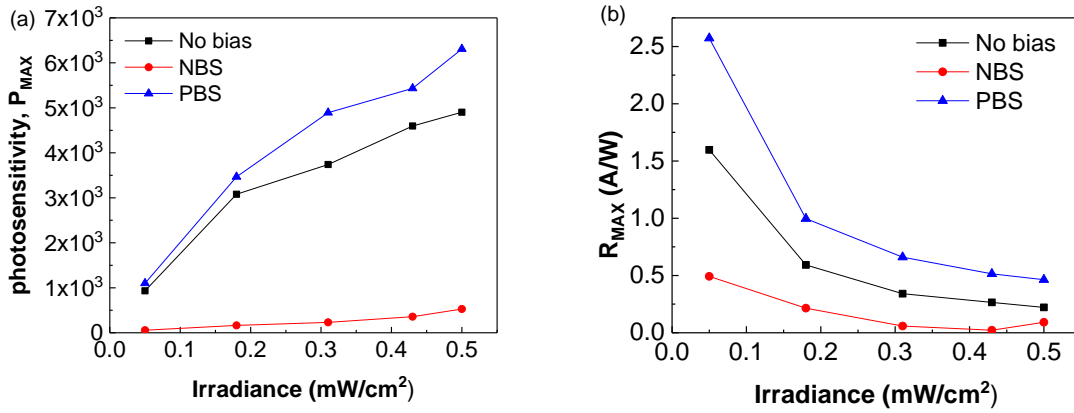 (a)
7x10³
6x10³
5x10³
4x10³
3x10³
2x10³
1x10³
0
photosensitivity, P_MAX
No bias
NBS
PBS
0.0 0.1 0.2 0.3 0.4 0.5
Irradiance (mW/cm²)
(b)
2.5
2.0
1.5
1.0
0.5
0.0
R_MAX (A/W)
No bias
NBS
PBS
0.0 0.1 0.2 0.3 0.4 0.5
Irradiance (mW/cm²)